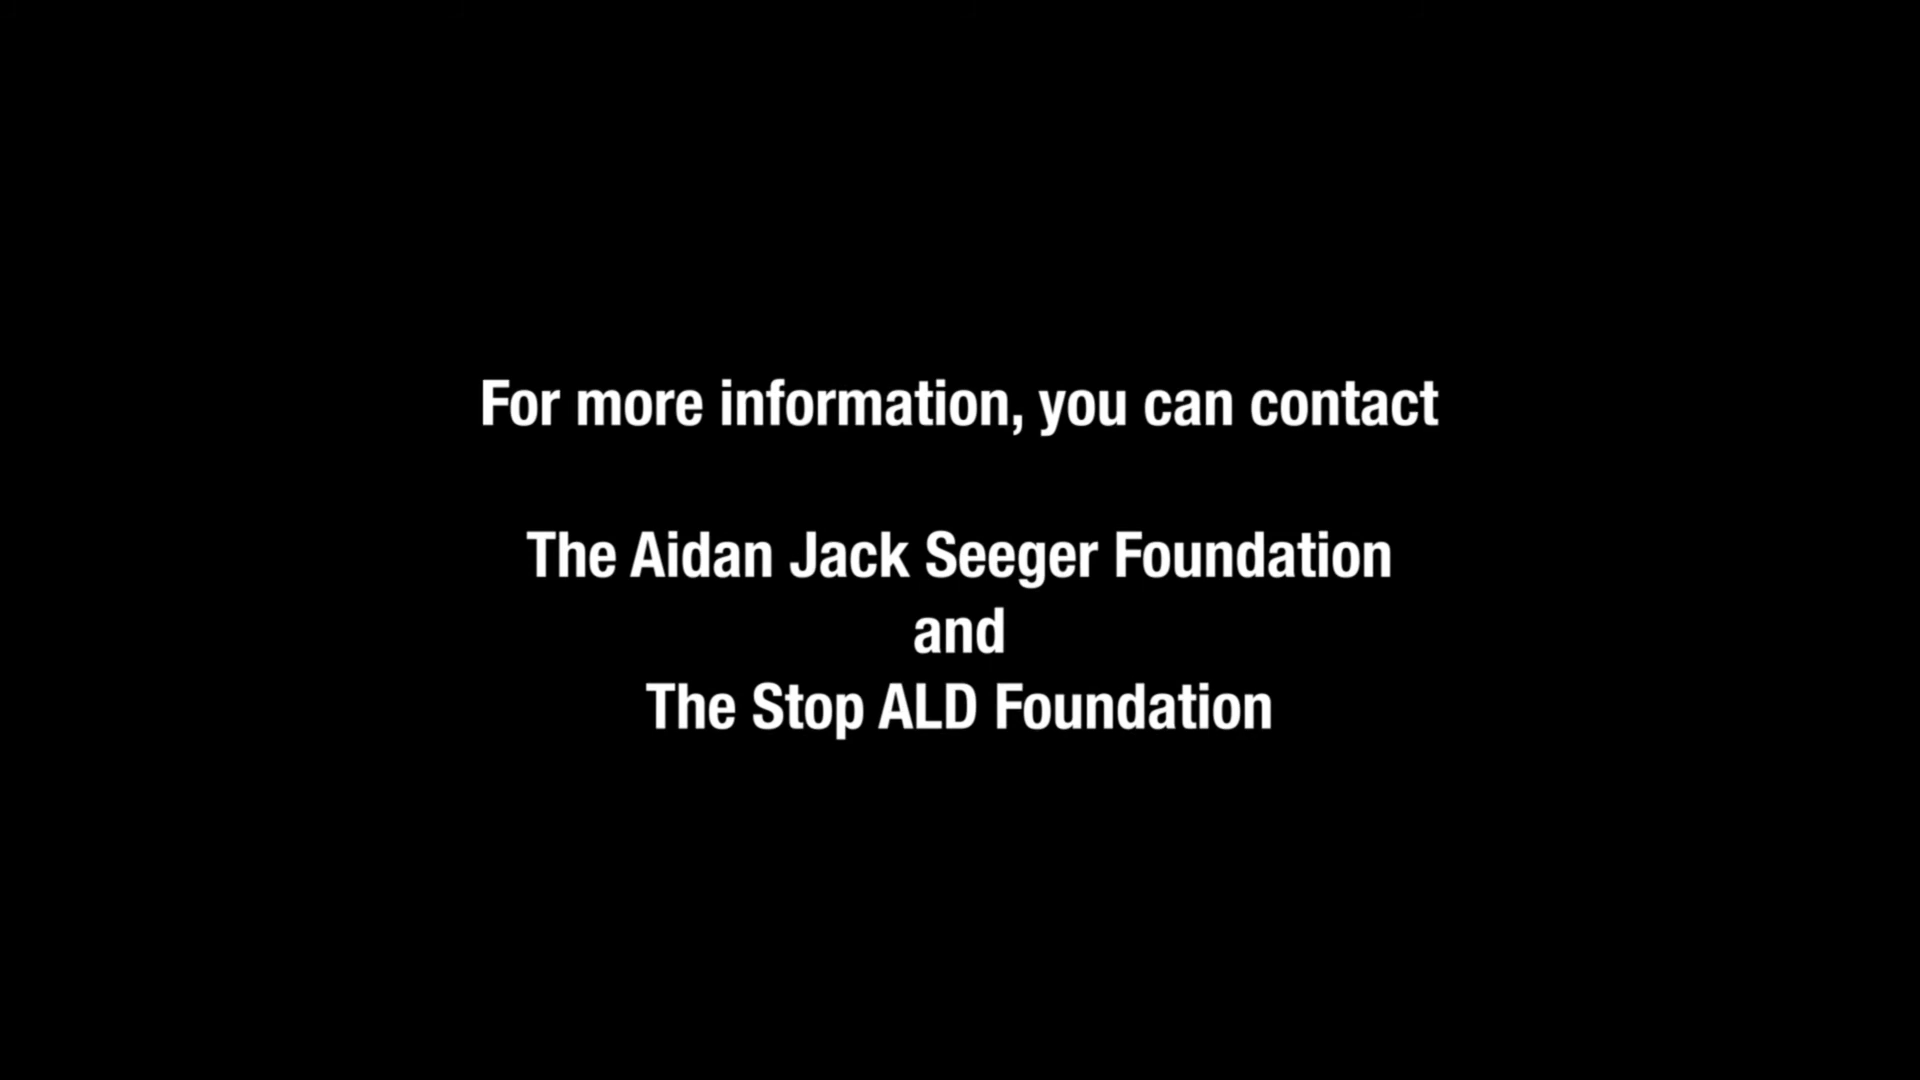 For more information, you can contact
The Aidan Jack Seeger Foundation
and
The Stop ALD Foundation